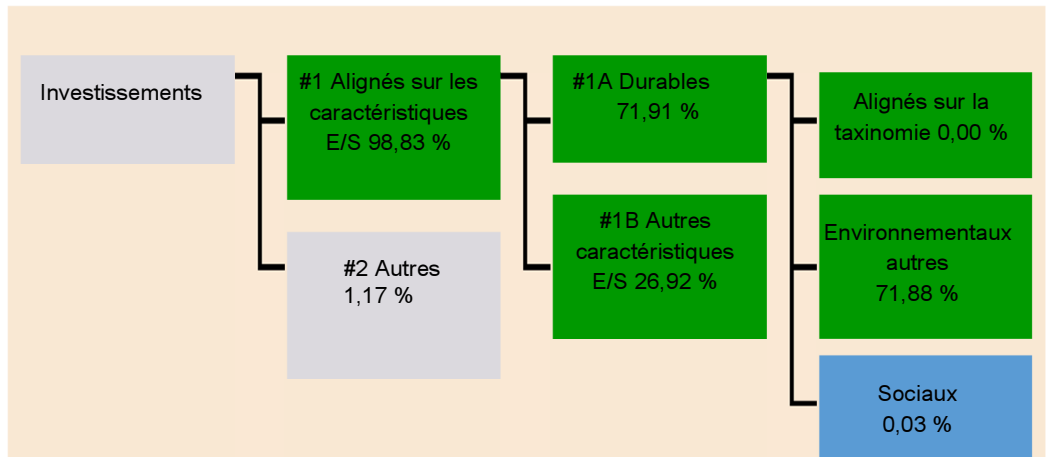 Investissements
#1 Alignés sur les
caractéristiques
E/S 98,83 %
#2 Autres
1,17 %
#1A Durables
71,91 %
#1B Autres
caractéristiques
E/S 26,92 %
Alignés sur la
taxinomie 0,00 %
Environnementaux
autres
71,88 %
Sociaux
0,03 %